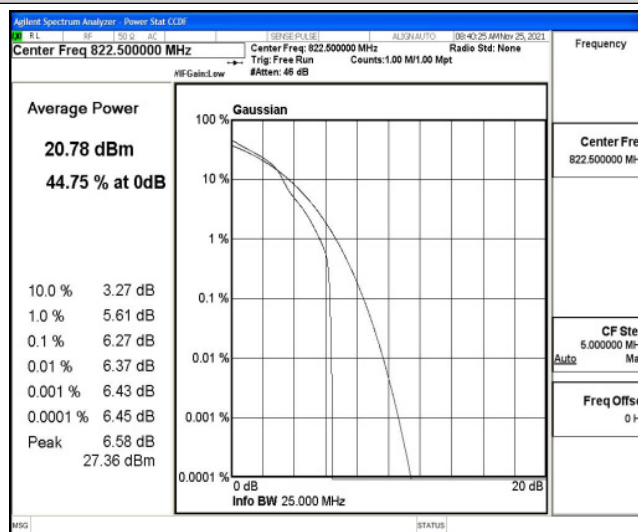 Agilent Spectrum Analyzer - Power Stat CCDF
RL RF 50 Ω AC SENSE:PULSE ALIGN AUTO 08:40:25 AM Nov 25, 2021
Center Freq 822.500000 MHz
Center Freq: 822.500000 MHz
Radio Std: None
Trig: Free Run Counts:1.00 M/1.00 Mpt
#IFGain:Low #Atten: 46 dB
Frequency
Average Power
20.78 dBm
44.75 % at 0dB
10.0 % 3.27 dB
1.0 % 5.61 dB
0.1 % 6.27 dB
0.01 % 6.37 dB
0.001 % 6.43 dB
0.0001 % 6.45 dB
Peak 6.58 dB
27.36 dBm
Gaussian
100 %
10 %
1 %
0.1 %
0.01 %
0.001 %
0.0001 %
0 dB 20 dB
Info BW 25.000 MHz
Center Fre
822.500000 MH
CF Ste
5.000000 MH
Auto Ma
Freq Offse
0 H
MSG STATUS